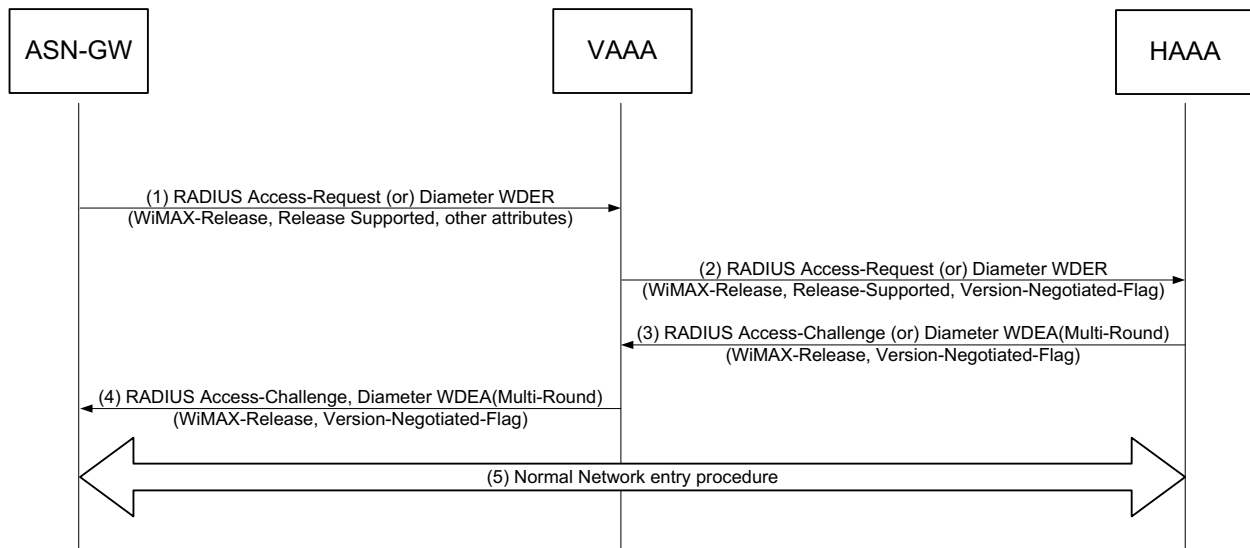 ASN-GW
VAAA
HAAA
(1) RADIUS Access-Request (or) Diameter WDER
(WiMAX-Release, Release Supported, other attributes)
(2) RADIUS Access-Request (or) Diameter WDER
(WiMAX-Release, Release-Supported, Version-Negotiated-Flag)
(3) RADIUS Access-Challenge (or) Diameter WDEA(Multi-Round)
(WiMAX-Release, Version-Negotiated-Flag)
(4) RADIUS Access-Challenge, Diameter WDEA(Multi-Round)
(WiMAX-Release, Version-Negotiated-Flag)
(5) Normal Network entry procedure